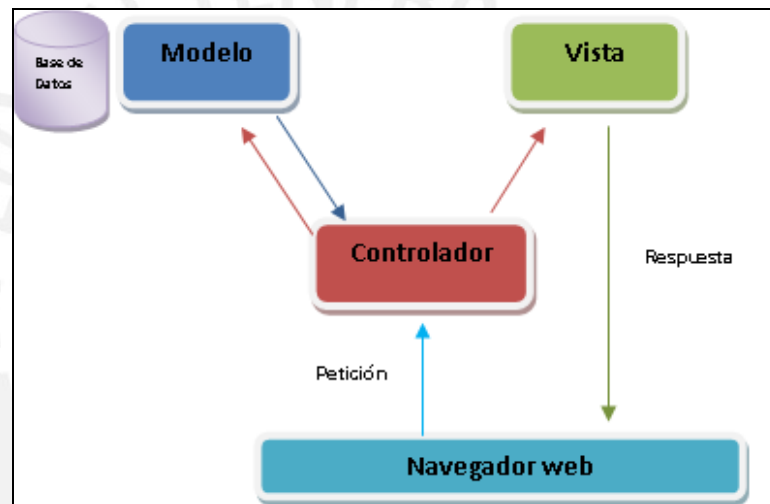 Base de
Datos
Modelo
Vista
Controlador
Respuesta
Petición
Navegador web